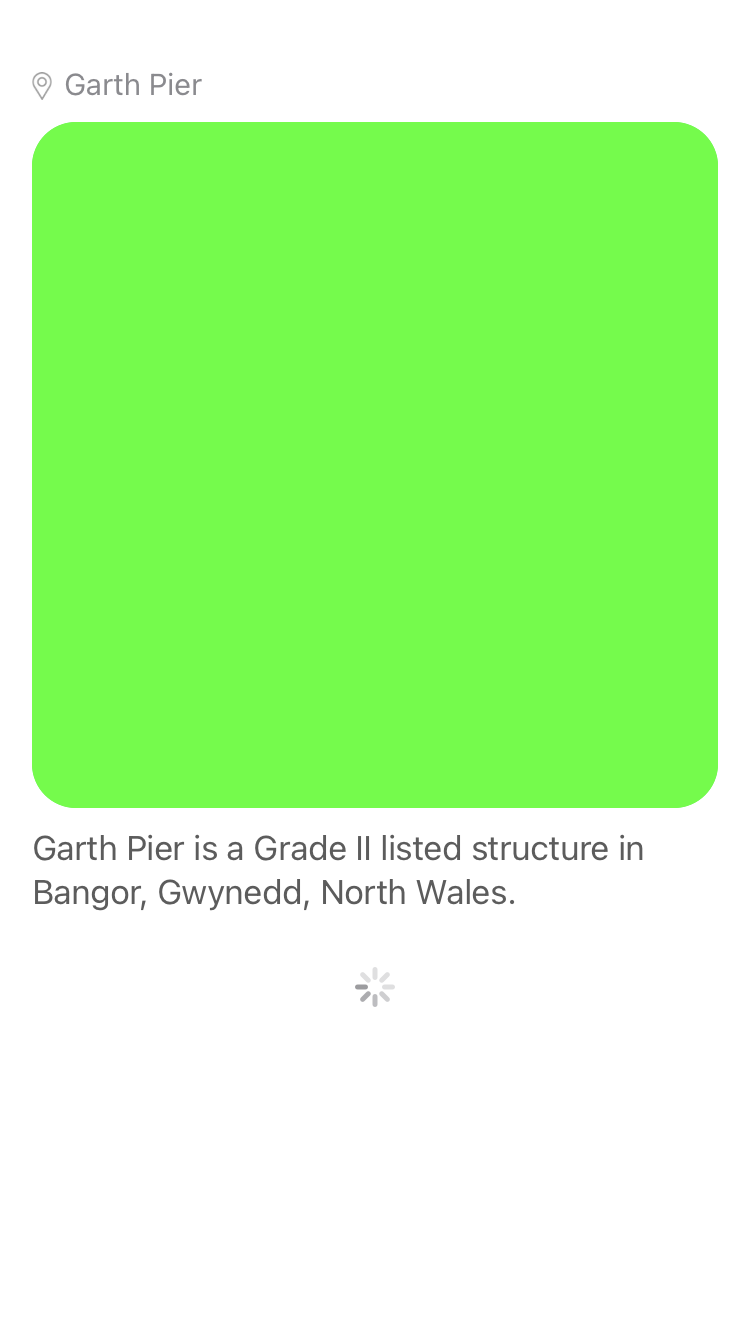 Garth Pier
Garth Pier is a Grade II listed structure in
Bangor, Gwynedd, North Wales.